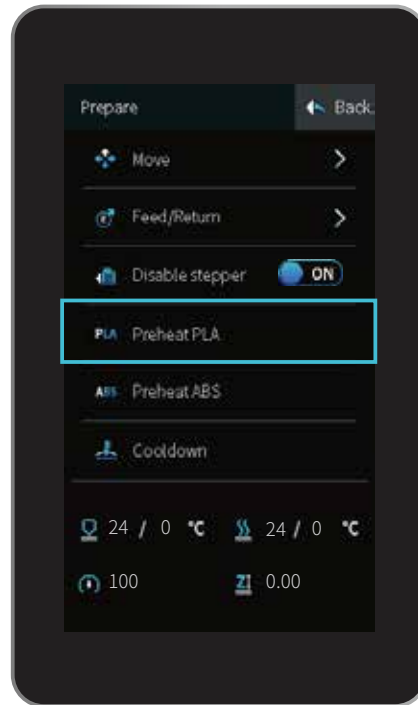 Prepare Back
Move
Feed/Return
Disable stepper ON
PLA Preheat PLA
ABS Preheat ABS
Cooldown
24 / 0 °C 24 / 0 °C
100 Z 0.00